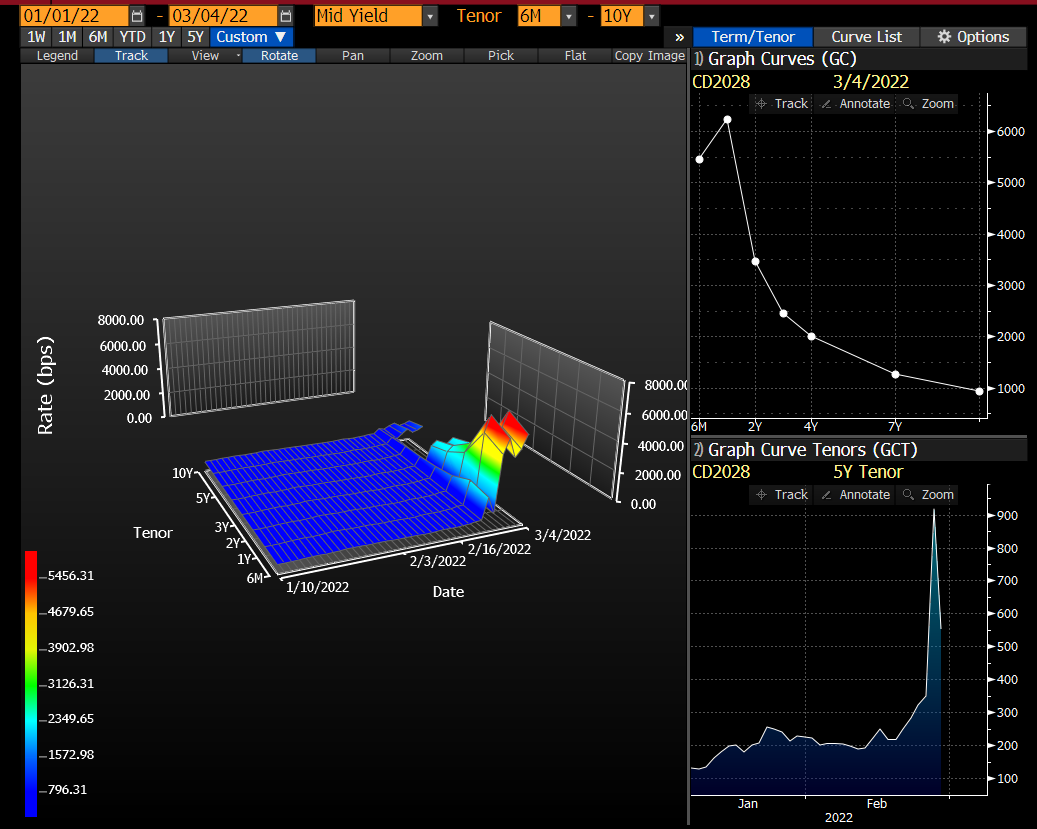 01/01/22 - 03/04/22 Mid Yield Tenor 6M - 10Y
1W 1M 6M YTD 1Y 5Y Custom ▼ » Term/Tenor Curve List Options
Legend Track View Rotate Pan Zoom Pick Flat Copy Image
1) Graph Curves (GC)
CD2028 3/4/2022
Track Annotate Zoom
6000
5000
4000
3000
2000
1000
6M 2Y 4Y 7Y
2) Graph Curve Tenors (GCT)
CD2028 5Y Tenor
Track Annotate Zoom
900
800
700
600
500
400
300
200
100
Jan Feb
2022
Rate (bps)
8000.00
6000.00
4000.00
2000.00
0.00
8000.00
6000.00
4000.00
2000.00
0.00
10Y
5Y
3Y
2Y
1Y
6M
Tenor
1/10/2022
2/3/2022
2/16/2022
3/4/2022
Date
5456.31
4679.65
3902.98
3126.31
2349.65
1572.98
796.31